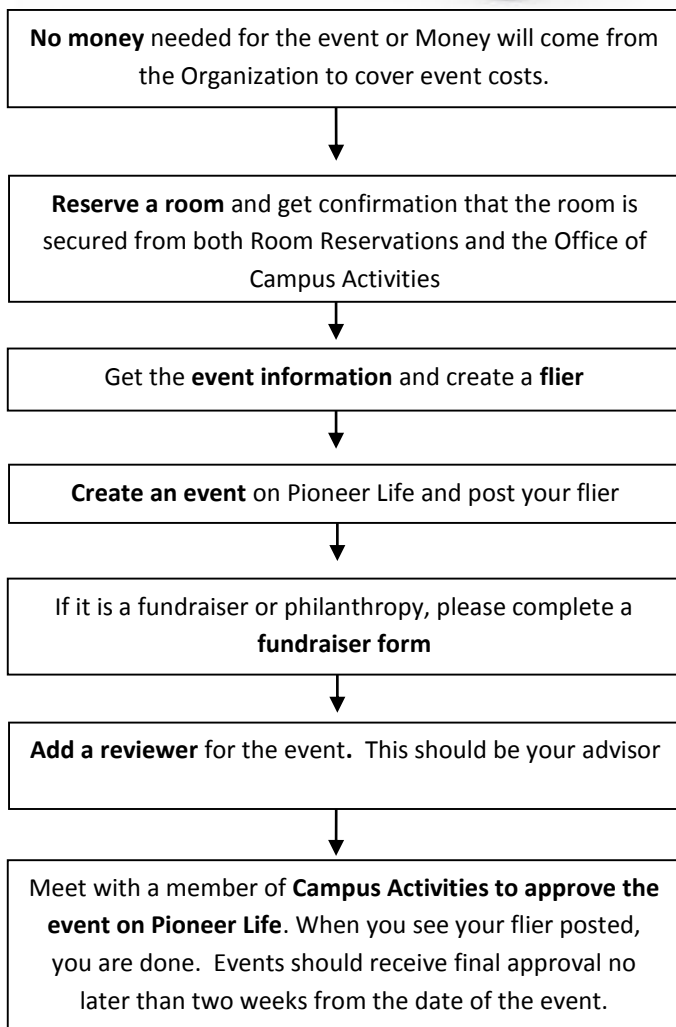 No money needed for the event or Money will come from
the Organization to cover event costs.
Reserve a room and get confirmation that the room is
secured from both Room Reservations and the Office of
Campus Activities
Get the event information and create a flier
Create an event on Pioneer Life and post your flier
If it is a fundraiser or philanthropy, please complete a
fundraiser form
Add a reviewer for the event.  This should be your advisor
Meet with a member of Campus Activities to approve the
event on Pioneer Life. When you see your flier posted,
you are done.  Events should receive final approval no
later than two weeks from the date of the event.